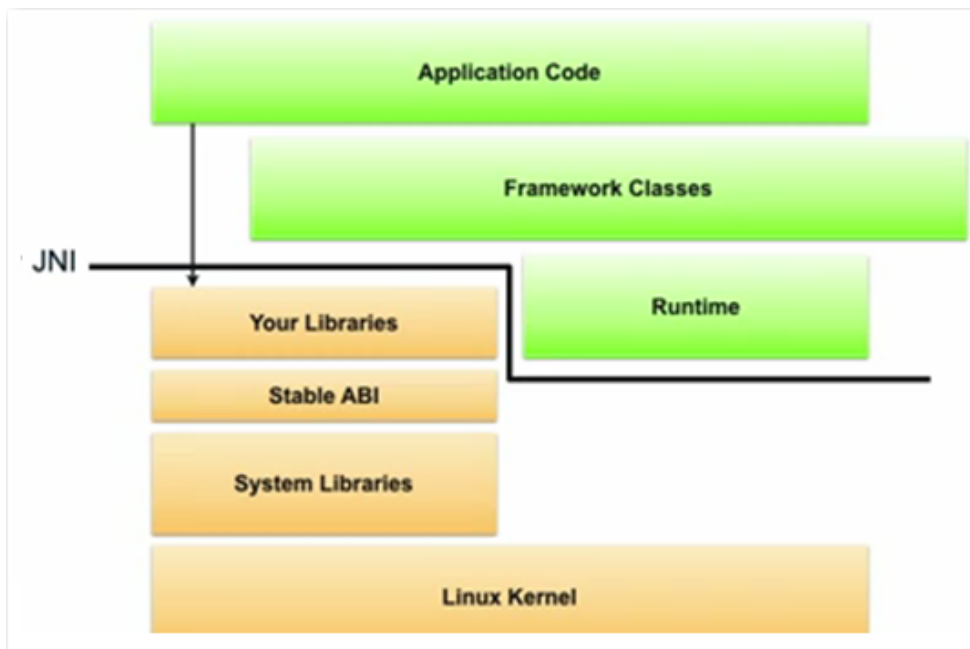 Application Code
Framework Classes
JNI
Runtime
Your Libraries
Stable ABI
System Libraries
Linux Kernel